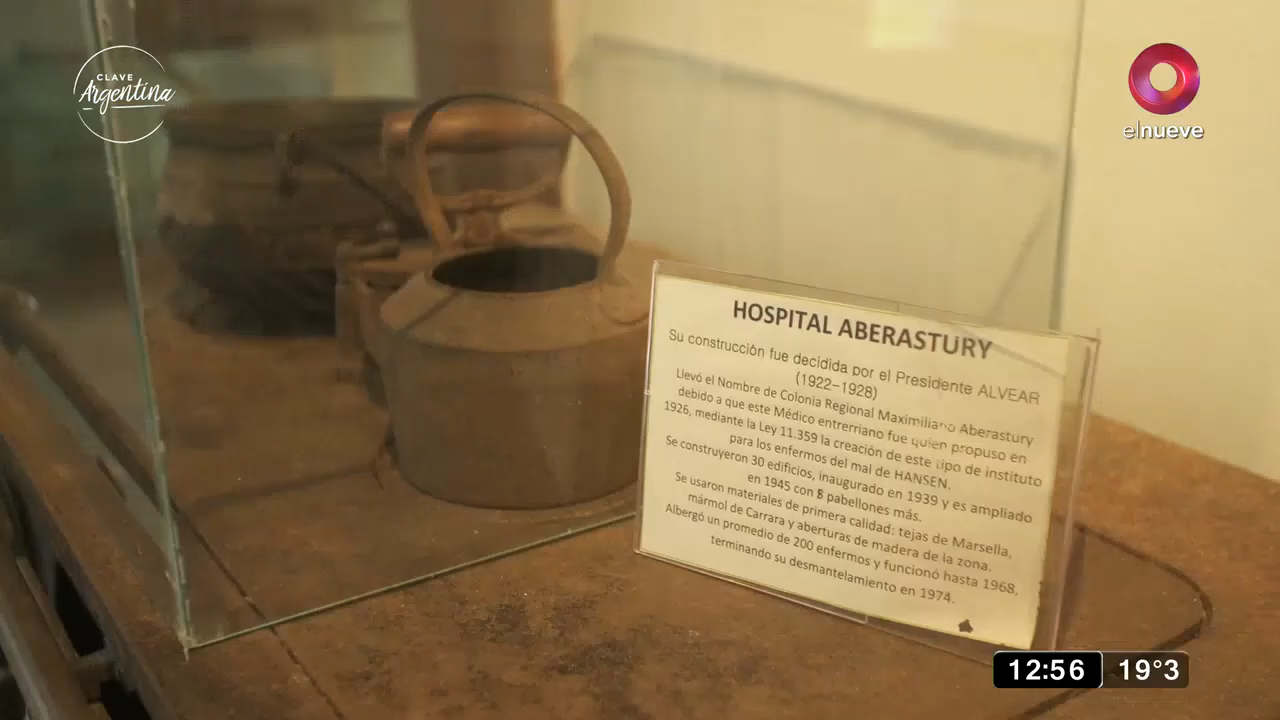 CLAVE
Argentina
elnueve
HOSPITAL ABERASTURY
Su construcción fue decidida por el Presidente ALVEAR
(1922–1928)
Llevó el Nombre de Colonia Regional Maximiliano Aberastury
debido a que este Médico entrerriano fue quien propuso en
1926, mediante la Ley 11.359 la creación de este tipo de instituto
para los enfermos del mal de HANSEN.
Se construyeron 30 edificios, inaugurado en 1939 y es ampliado
en 1945 con 8 pabellones más.
Se usaron materiales de primera calidad: tejas de Marsella,
mármol de Carrara y aberturas de madera de la zona.
Albergó un promedio de 200 enfermos y funcionó hasta 1968,
terminando su desmantelamiento en 1974.
12:56 19°3